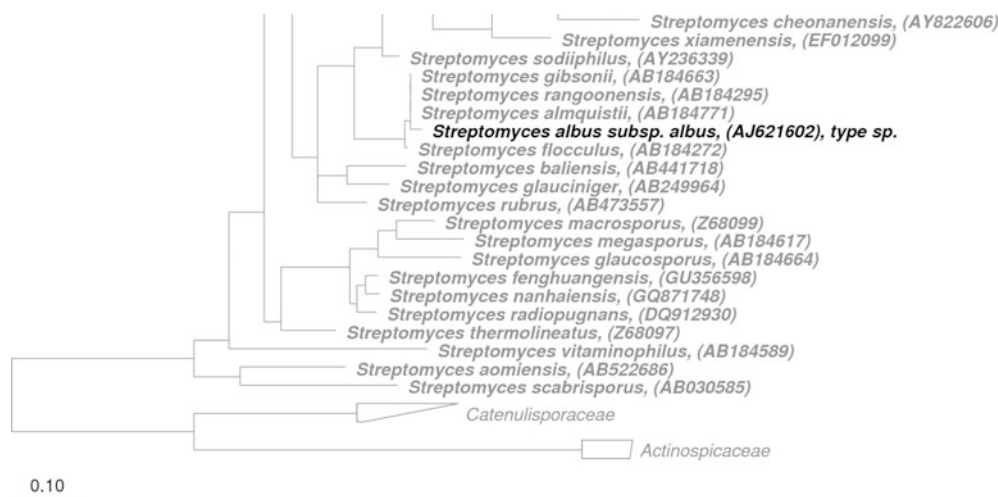 Streptomyces cheonanensis, (AY822606)
Streptomyces xiamenensis, (EF012099)
Streptomyces sodiiphilus, (AY236339)
Streptomyces gibsonii, (AB184663)
Streptomyces rangoonensis, (AB184295)
Streptomyces almquistii, (AB184771)
Streptomyces albus subsp. albus, (AJ621602), type sp.
Streptomyces flocculus, (AB184272)
Streptomyces baliensis, (AB441718)
Streptomyces glauciniger, (AB249964)
Streptomyces rubrus, (AB473557)
Streptomyces macrosporus, (Z68099)
Streptomyces megasporus, (AB184617)
Streptomyces glaucosporus, (AB184664)
Streptomyces fenghuangensis, (GU356598)
Streptomyces nanhaiensis, (GQ871748)
Streptomyces radiopugnans, (DQ912930)
Streptomyces thermolineatus, (Z68097)
Streptomyces vitaminophilus, (AB184589)
Streptomyces aomiensis, (AB522686)
Streptomyces scabrisporus, (AB030585)
Catenulisporaceae
Actinospicaceae
0.10